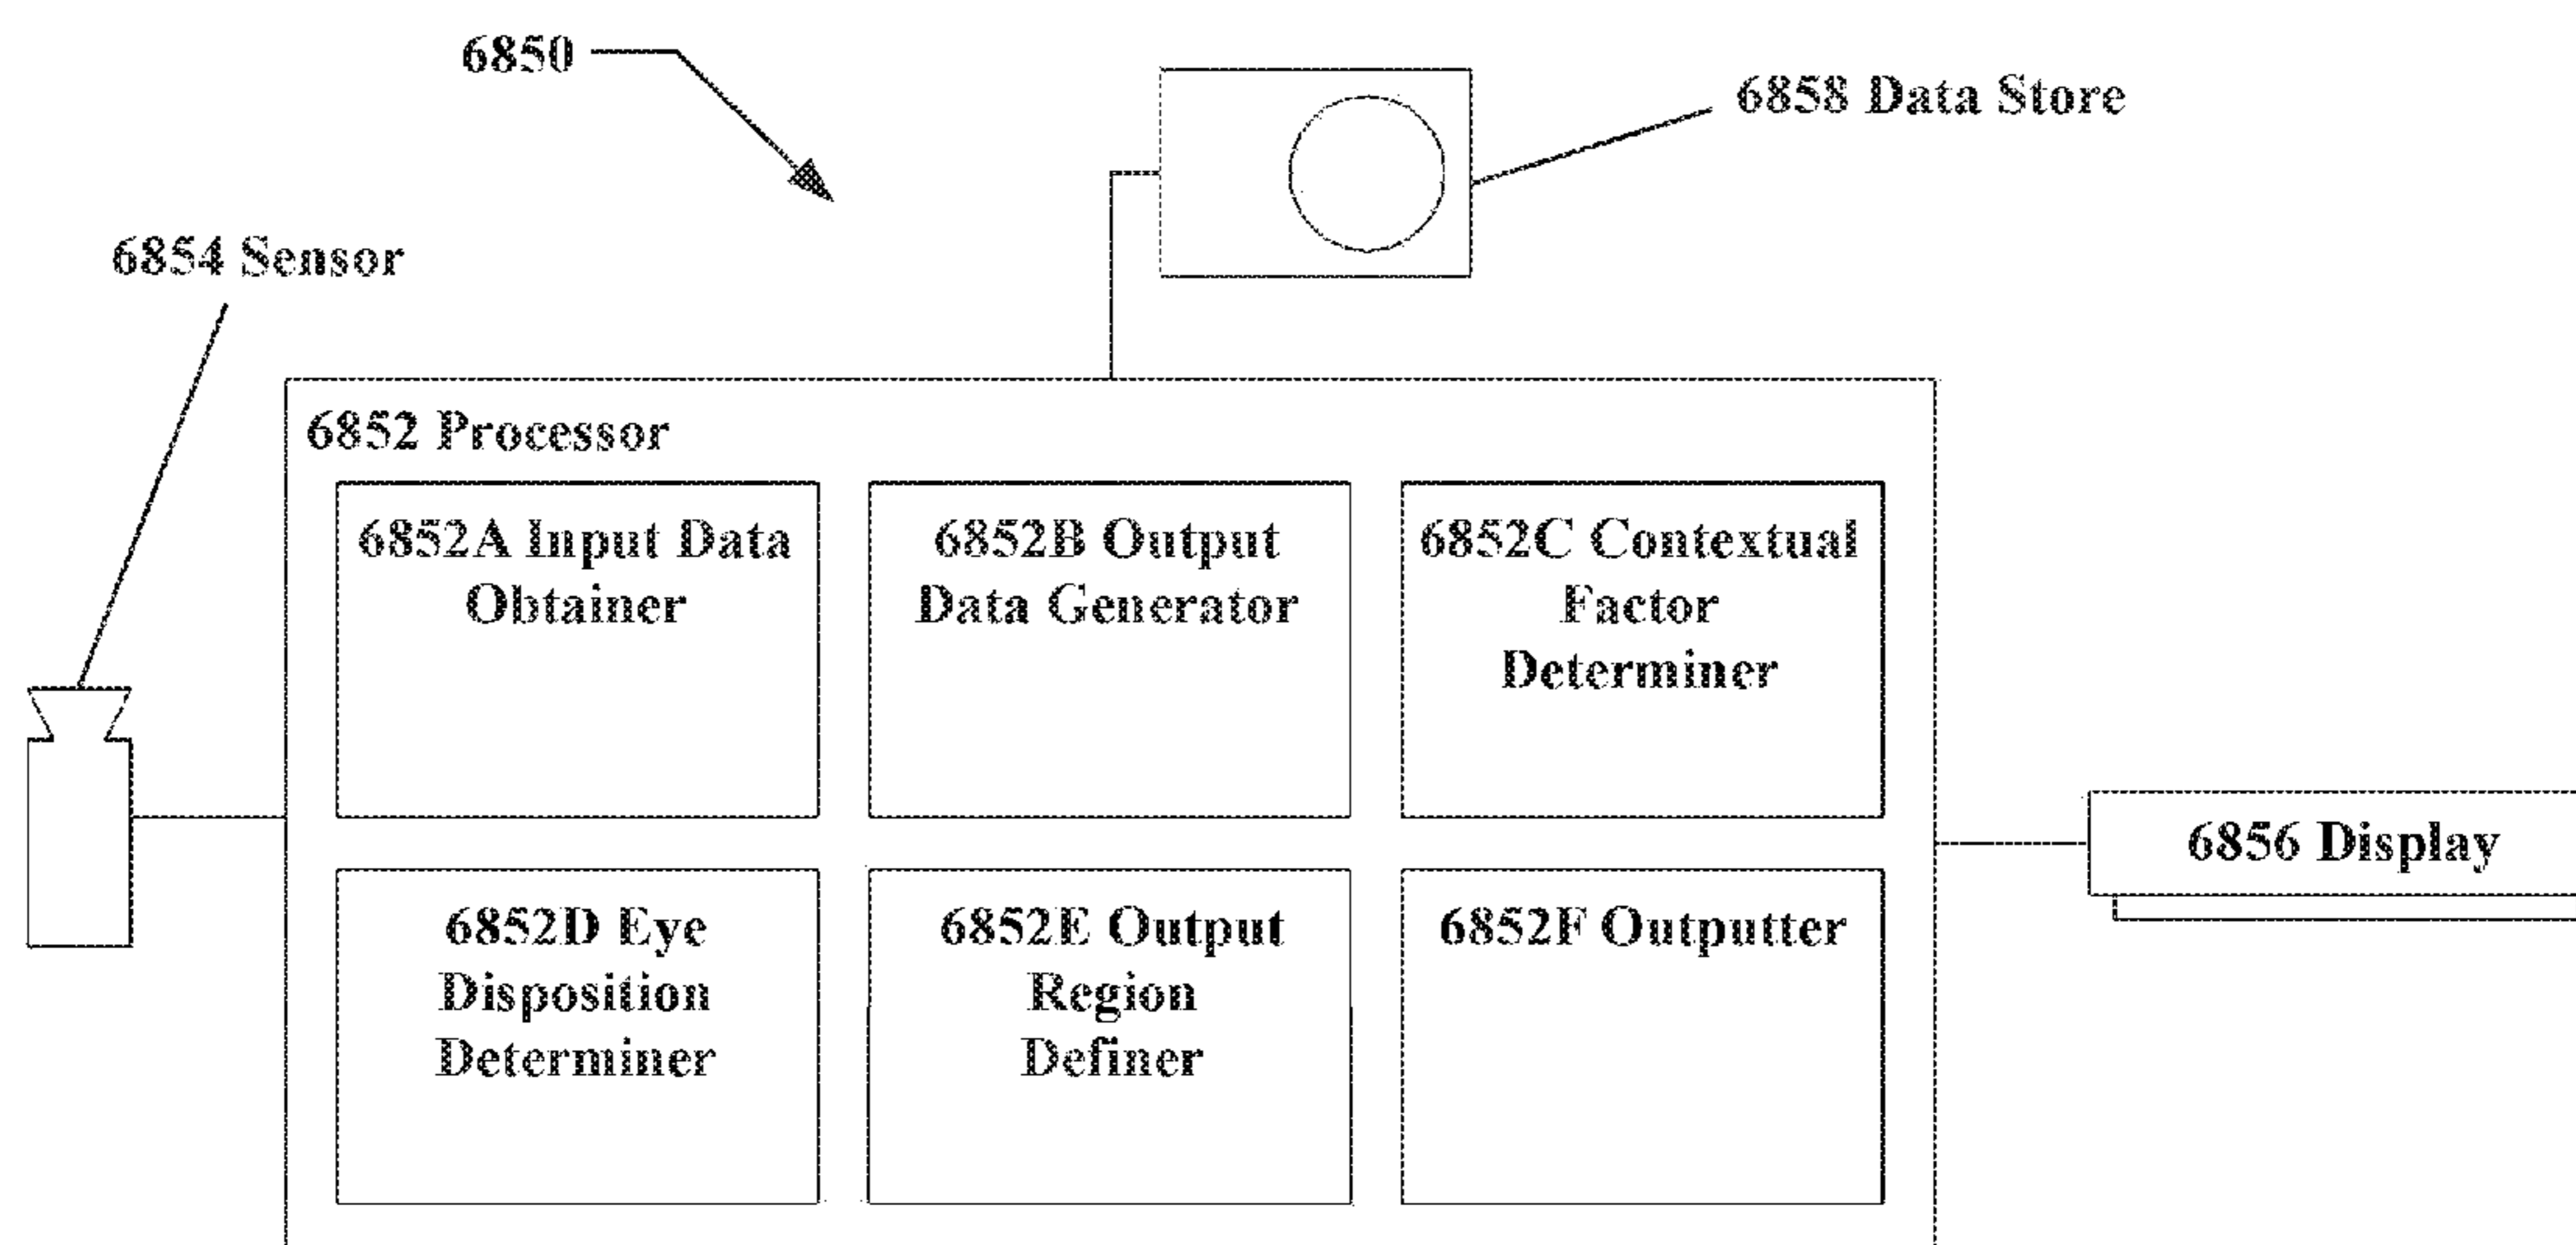 6850
6858 Data Store
6854 Sensor
6852 Processor
6852A Input Data
Obtainer
6852B Output
Data Generator
6852C Contextual
Factor
Determiner
6856 Display
6852D Eye
Disposition
Determiner
6852E Output
Region
Definer
6852F Outputter